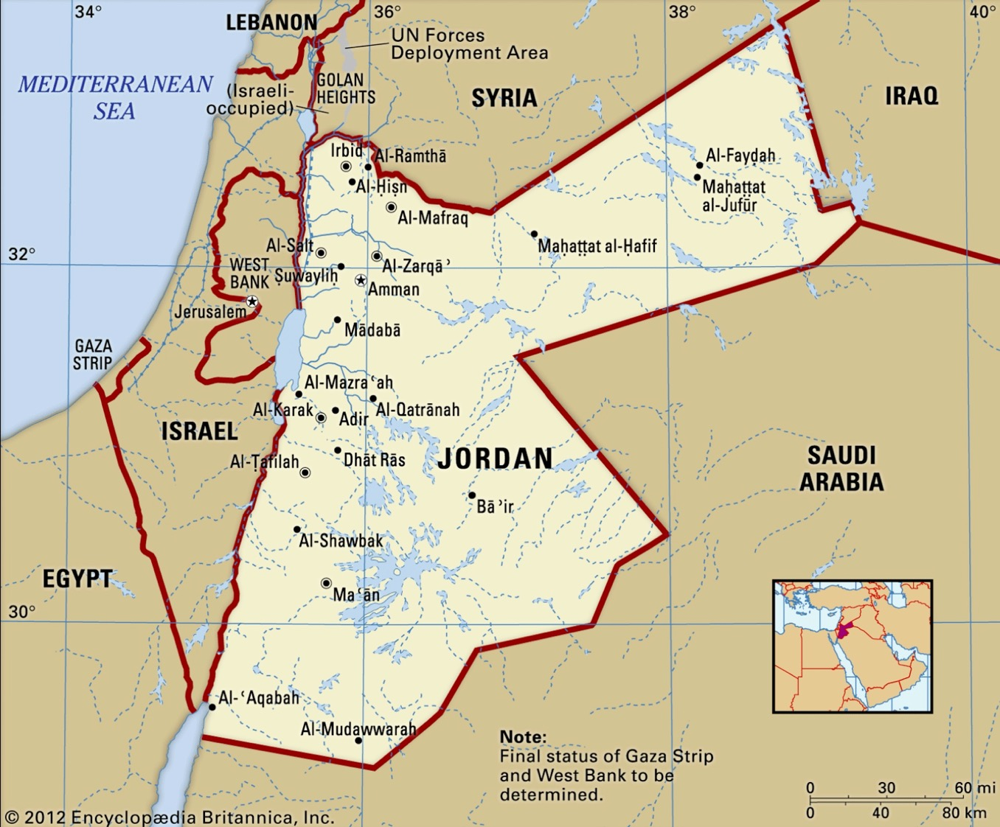 34°
36°
38°
40°
LEBANON
UN Forces
Deployment Area
MEDITERRANEAN
SEA
GOLAN
HEIGHTS
(Israeli-
occupied)
SYRIA
IRAQ
Irbid
Al-Ramthā
Al-Ḥiṣn
Al-Mafraq
Al-Fayḍah
Maḥaṭṭat
al-Jufūr
Maḥaṭṭat al-Ḥafif
32°
Al-Salt
Al-Zarqāʾ
WEST
BANK
Ṣuwayliḥ
Amman
Jerusalem
Mādabā
GAZA
STRIP
Al-Mazraʿah
Al-Karak
Adir
Al-Qatrānah
ISRAEL
Al-Ṭafilah
Dhāt Rās
JORDAN
SAUDI
ARABIA
Bāʾir
Al-Shawbak
EGYPT
Maʿān
30°
Al-ʿAqabah
Al-Mudawwarah
Note:
Final status of Gaza Strip
and West Bank to be
determined.
0 30 60 mi
0 40 80 km
© 2012 Encyclopædia Britannica, Inc.